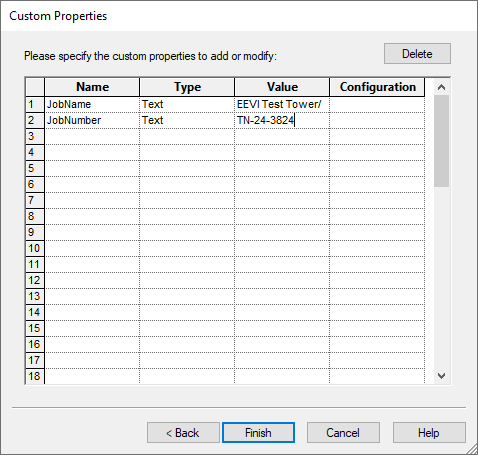 Custom Properties
Please specify the custom properties to add or modify:
Delete
Name Type Value Configuration
1 JobName Text EEVI Test Tower/
2 JobNumber Text TN-24-3824
3
4
5
6
7
8
9
10
11
12
13
14
15
16
17
18
< Back Finish Cancel Help